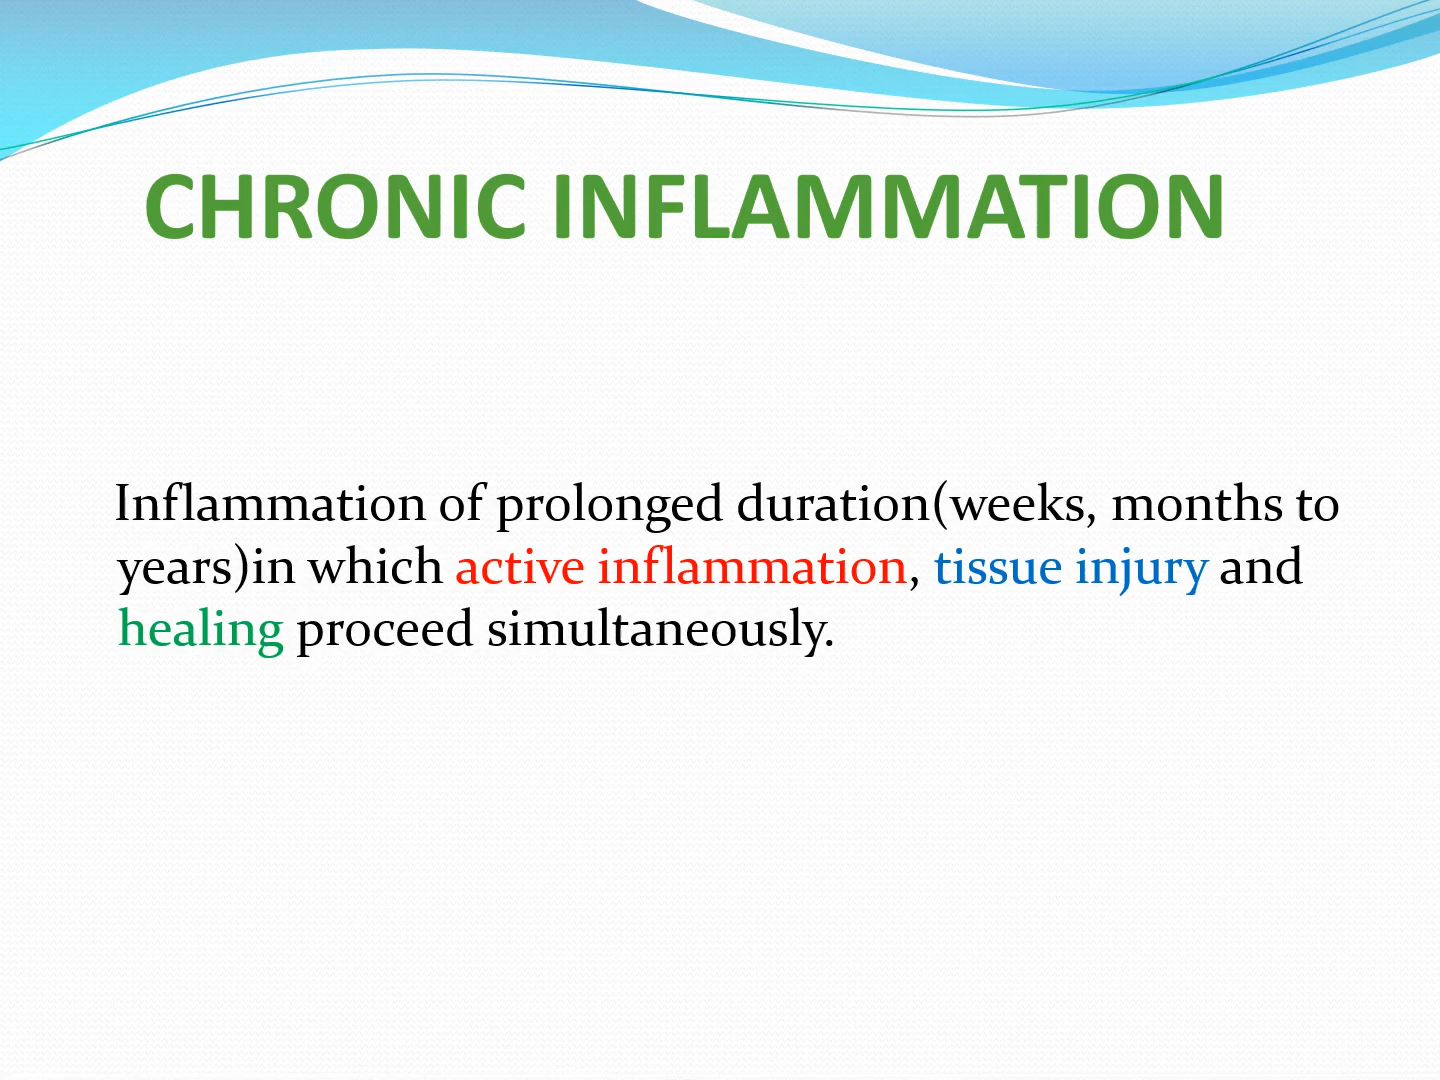 CHRONIC INFLAMMATION
Inflammation of prolonged duration(weeks, months to
years)in which active inflammation, tissue injury and
healing proceed simultaneously.